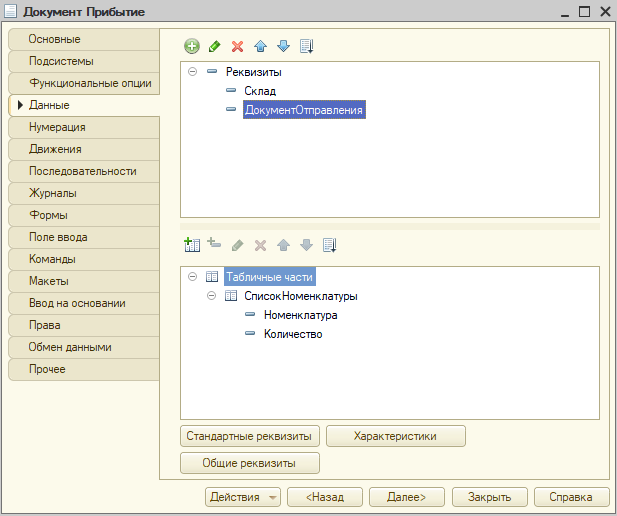 Документ Прибытие
Основные
Подсистемы
Функциональные опции
Данные
Нумерация
Движения
Последовательности
Журналы
Формы
Поле ввода
Команды
Макеты
Ввод на основании
Права
Обмен данными
Прочее
Реквизиты
Склад
ДокументОтправления
Табличные части
СписокНоменклатуры
Номенклатура
Количество
Стандартные реквизиты
Характеристики
Общие реквизиты
Действия
<Назад
Далее>
Закрыть
Справка